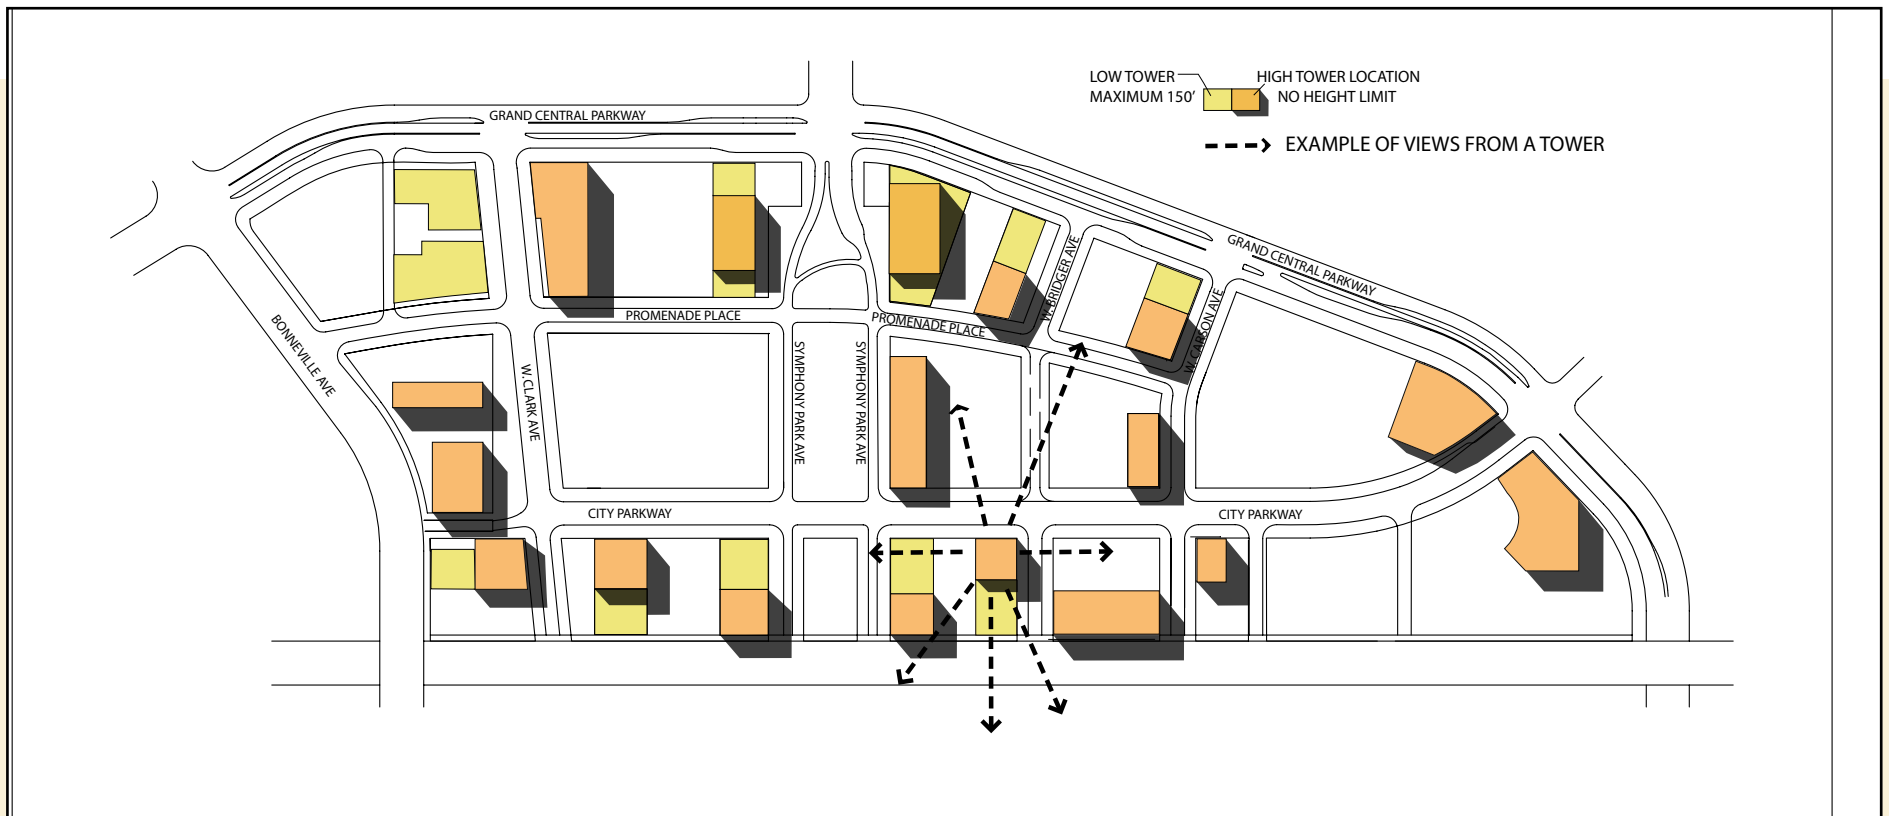 LOW TOWER
MAXIMUM 150'
HIGH TOWER LOCATION
NO HEIGHT LIMIT
EXAMPLE OF VIEWS FROM A TOWER
GRAND CENTRAL PARKWAY
GRAND CENTRAL PARKWAY
W.BRIDGER AVE
W.CARSON AVE
BONNEVILLE AVE
PROMENADE PLACE
PROMENADE PLACE
W.CLARK AVE
SYMPHONY PARK AVE
SYMPHONY PARK AVE
CITY PARKWAY
CITY PARKWAY